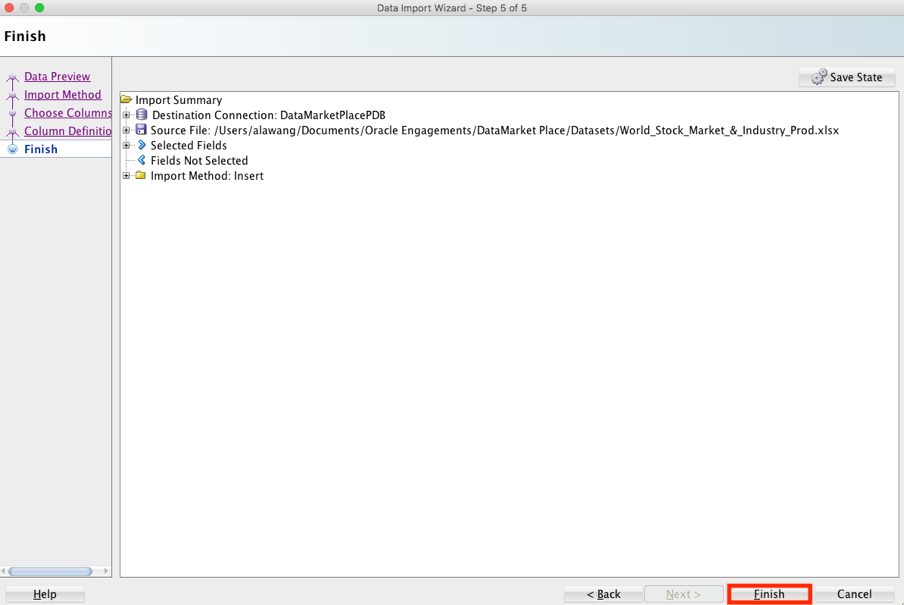 Data Import Wizard - Step 5 of 5
Finish
Data Preview
Import Method
Choose Columns
Column Definitio
Finish
Save State
Import Summary
Destination Connection: DataMarketPlacePDB
Source File: /Users/alawang/Documents/Oracle Engagements/DataMarket Place/Datasets/World_Stock_Market_&_Industry_Prod.xlsx
Selected Fields
Fields Not Selected
Import Method: Insert
Help
< Back
Next >
Finish
Cancel